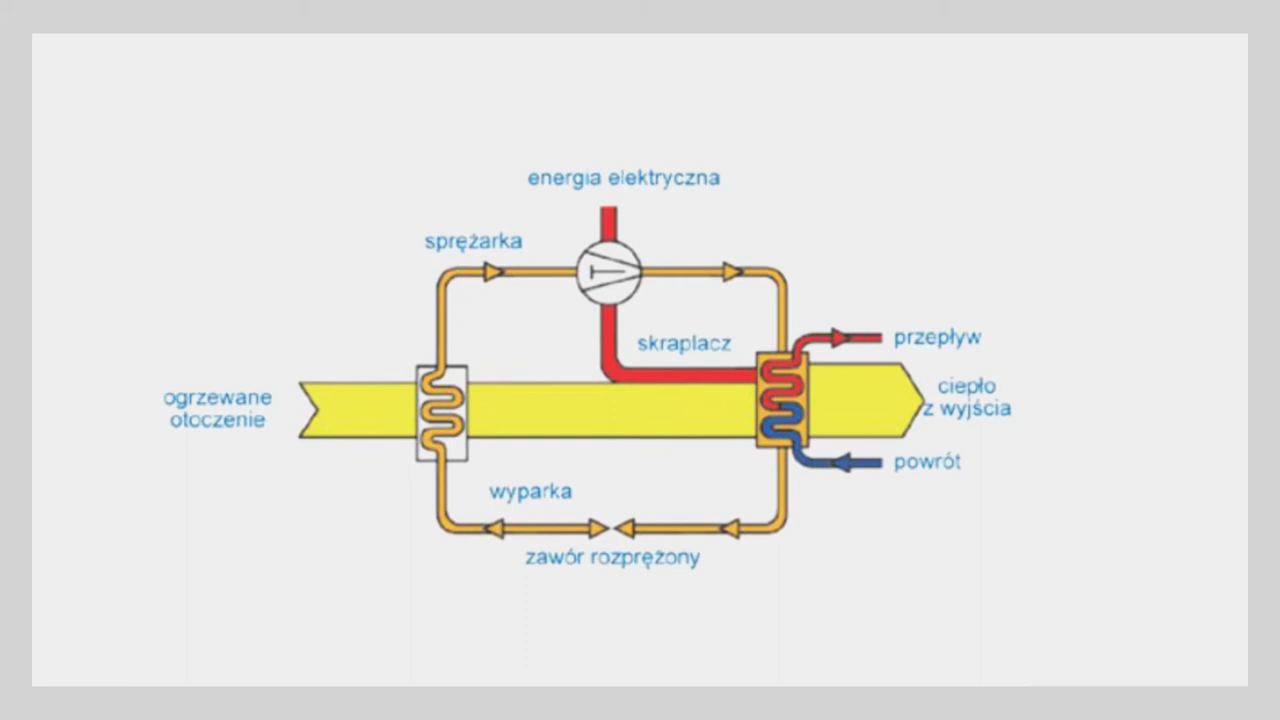 energia elektryczna
sprężarka
skraplacz
przepływ
ogrzewane
otoczenie
ciepło
z wyjścia
powrót
wyparka
zawór rozprężony